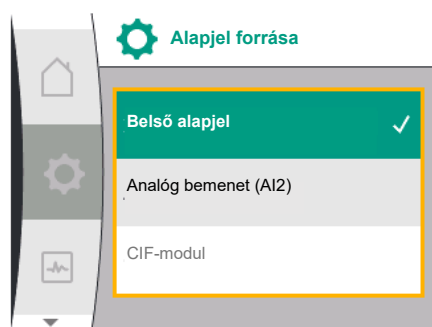 Alapjel forrása
Belső alapjel
Analóg bemenet (AI2)
CIF-modul